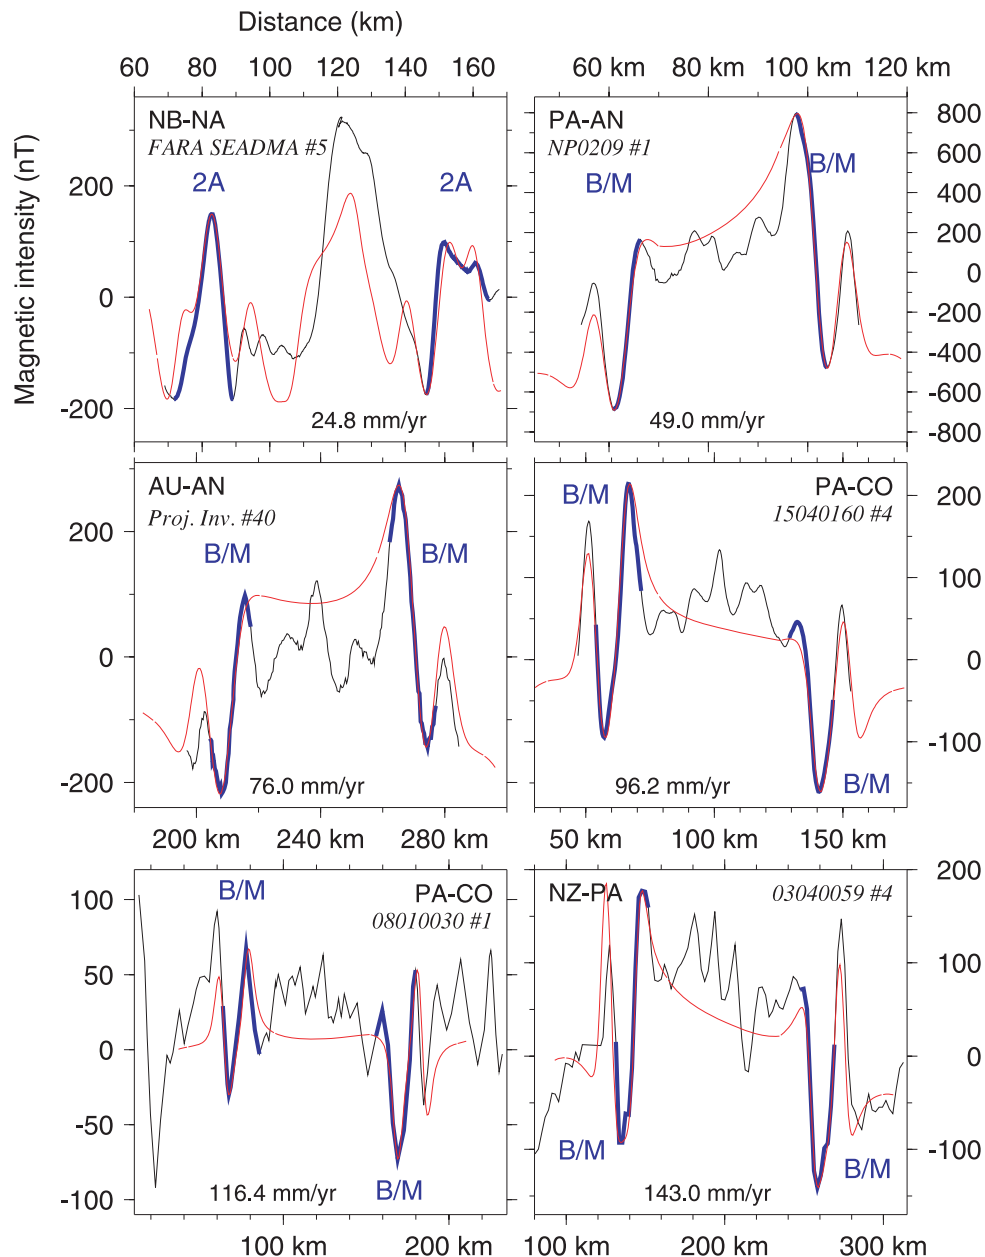 Distance (km)
60 80 100 120 140 160
60 km 80 km 100 km 120 km
Magnetic intensity (nT)
NB-NA
FARA SEADMA #5
2A
2A
200
0
-200
24.8 mm/yr
PA-AN
NP0209 #1
B/M
B/M
800
600
400
200
0
-200
-400
-600
-800
49.0 mm/yr
AU-AN
Proj. Inv. #40
B/M
B/M
200
0
-200
76.0 mm/yr
200 km 240 km 280 km
PA-CO
15040160 #4
B/M
B/M
200
100
0
-100
96.2 mm/yr
50 km 100 km 150 km
PA-CO
08010030 #1
B/M
B/M
100
50
0
-50
-100
116.4 mm/yr
100 km 200 km
NZ-PA
03040059 #4
B/M
B/M
200
100
0
-100
143.0 mm/yr
100 km 200 km 300 km